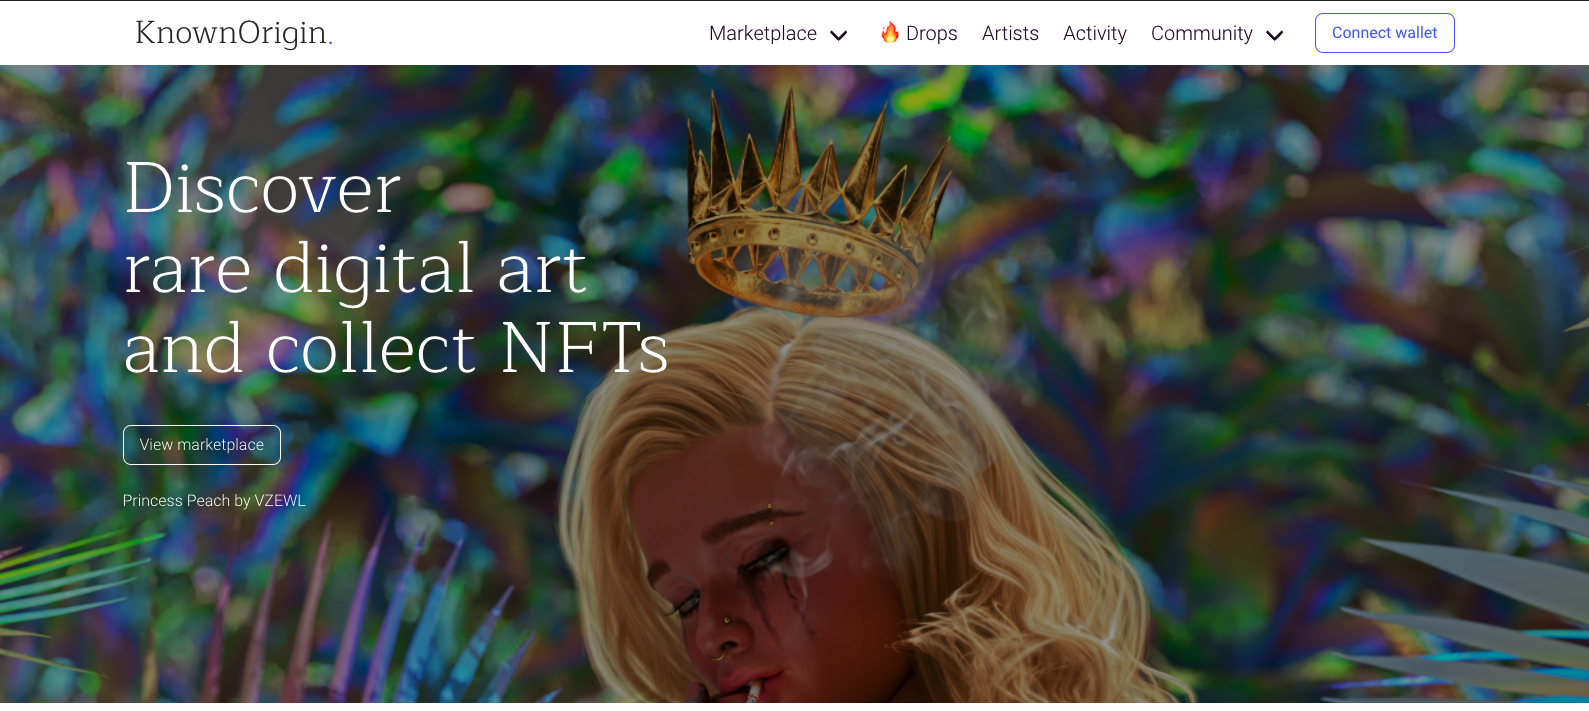 KnownOrigin.
Marketplace
🔥 Drops
Artists
Activity
Community
Connect wallet
Discover
rare digital art
and collect NFTs
View marketplace
Princess Peach by VZEWL